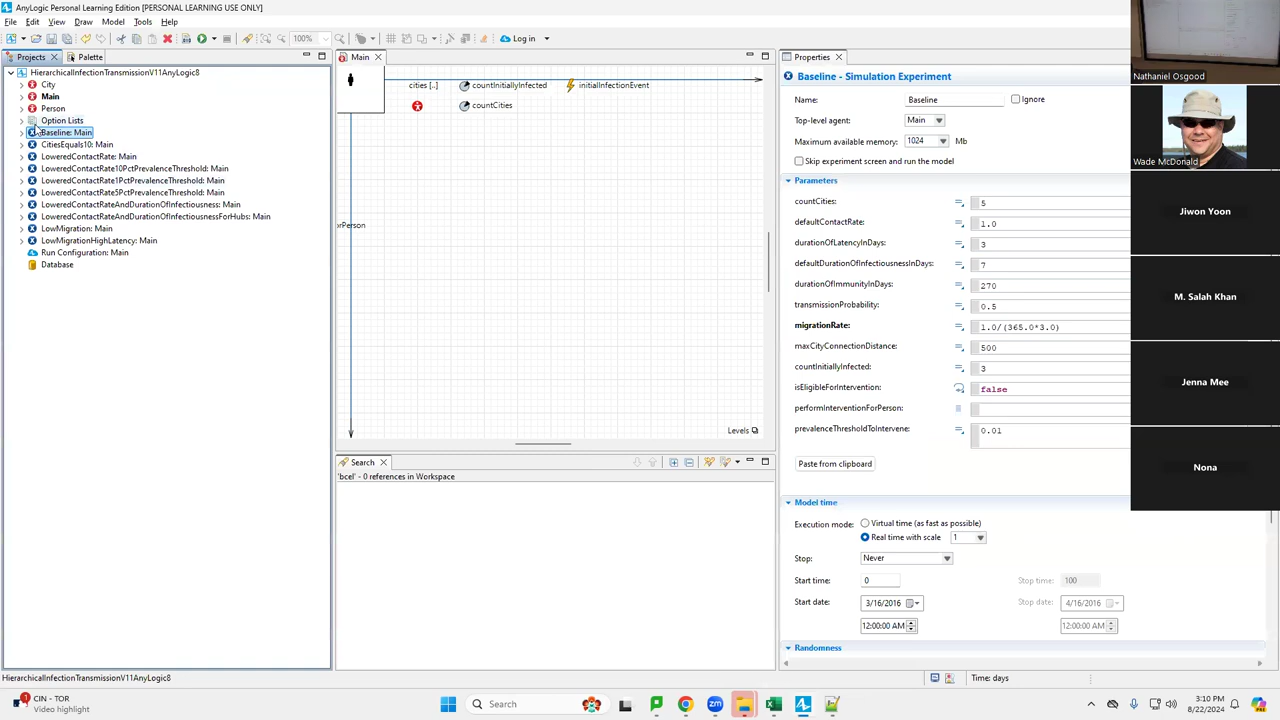 AnyLogic Personal Learning Edition [PERSONAL LEARNING USE ONLY]
File Edit View Draw Model Tools Help
100% Log in
Projects Palette
HierarchicalInfectionTransmissionV11AnyLogic8
City
Main
Person
Option Lists
Baseline: Main
CitiesEquals10: Main
LoweredContactRate: Main
LoweredContactRate10PctPrevalenceThreshold: Main
LoweredContactRate1PctPrevalenceThreshold: Main
LoweredContactRate5PctPrevalenceThreshold: Main
LoweredContactRateAndDurationOfInfectiousness: Main
LoweredContactRateAndDurationOfInfectiousnessForHubs: Main
LowMigration: Main
LowMigrationHighLatency: Main
Run Configuration: Main
Database
Main
cities [..] countInitiallyInfected initialInfectionEvent
countCities
orPerson
Levels
Search
'bcel' - 0 references in Workspace
Properties
Baseline - Simulation Experiment
Name: Baseline Ignore
Top-level agent: Main
Maximum available memory: 1024 Mb
Skip experiment screen and run the model
Parameters
countCities: 5
defaultContactRate: 1.0
durationOfLatencyInDays: 3
defaultDurationOfInfectiousnessInDays: 7
durationOfImmunityInDays: 270
transmissionProbability: 0.5
migrationRate: 1.0/(365.0*3.0)
maxCityConnectionDistance: 500
countInitiallyInfected: 3
isEligibleForIntervention: false
performInterventionForPerson:
prevalenceThresholdToIntervene: 0.01
Paste from clipboard
Model time
Execution mode: Virtual time (as fast as possible)
Real time with scale 1
Stop: Never
Start time: 0 Stop time: 100
Start date: 3/16/2016 Stop date: 4/16/2016
12:00:00 AM 12:00:00 AM
Randomness
Nathaniel Osgood
Wade McDonald
Jiwon Yoon
M. Salah Khan
Jenna Mee
Nona
HierarchicalInfectionTransmissionV11AnyLogic8 Time: days
1 CIN - TOR
Video highlight
Search
3:10 PM
8/22/2024